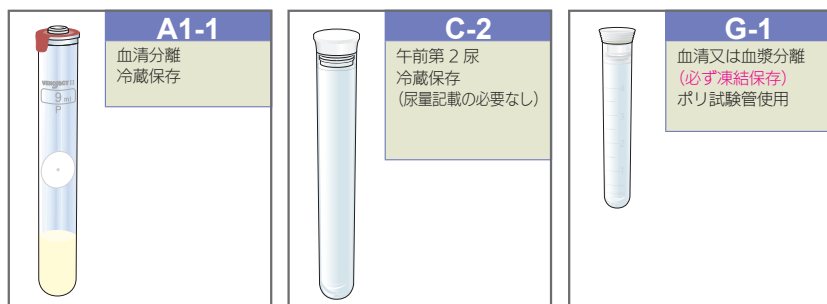 A1-1
血清分離
冷蔵保存
9 ml
P
C-2
午前第2尿
冷蔵保存
(尿量記載の必要なし)
G-1
血清又は血漿分離
(必ず凍結保存)
ポリ試験管使用